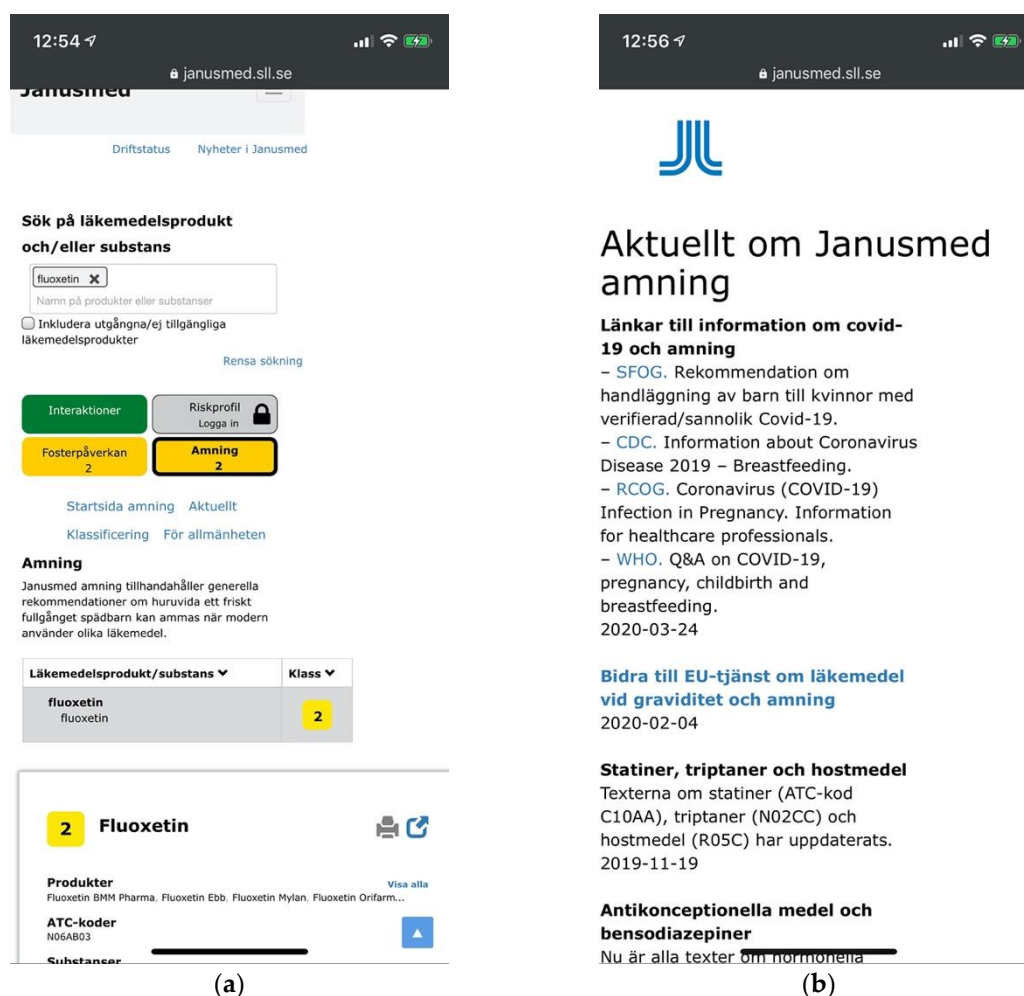 12:54
janusmed.sll.se
Janusmed
Driftstatus Nyheter i Janusmed
Sök på läkemedelsprodukt
och/eller substans
fluoxetin
Namn på produkter eller substanser
Inkludera utgångna/ej tillgängliga
läkemedelsprodukter
Rensa sökning
Interaktioner
Riskprofil
Logga in
Fosterpåverkan
2
Amning
2
Startsida amning Aktuellt
Klassificering För allmänheten
Amning
Janusmed amning tillhandahåller generella
rekommendationer om huruvida ett friskt
fullgånget spädbarn kan ammas när modern
använder olika läkemedel.
Läkemedelsprodukt/substans Klass
fluoxetin
fluoxetin
2
2 Fluoxetin
Produkter Visa alla
Fluoxetin BMM Pharma, Fluoxetin Ebb, Fluoxetin Mylan, Fluoxetin Orifarm...
ATC-koder
N06AB03
Substanser
(a)
12:56
janusmed.sll.se
Aktuellt om Janusmed
amning
Länkar till information om covid-
19 och amning
– SFOG. Rekommendation om
handläggning av barn till kvinnor med
verifierad/sannolik Covid-19.
– CDC. Information about Coronavirus
Disease 2019 – Breastfeeding.
– RCOG. Coronavirus (COVID-19)
Infection in Pregnancy. Information
for healthcare professionals.
– WHO. Q&A on COVID-19,
pregnancy, childbirth and
breastfeeding.
2020-03-24
Bidra till EU-tjänst om läkemedel
vid graviditet och amning
2020-02-04
Statiner, triptaner och hostmedel
Texterna om statiner (ATC-kod
C10AA), triptaner (N02CC) och
hostmedel (R05C) har uppdaterats.
2019-11-19
Antikonceptionella medel och
bensodiazepiner
Nu är alla texter om hormonella
(b)